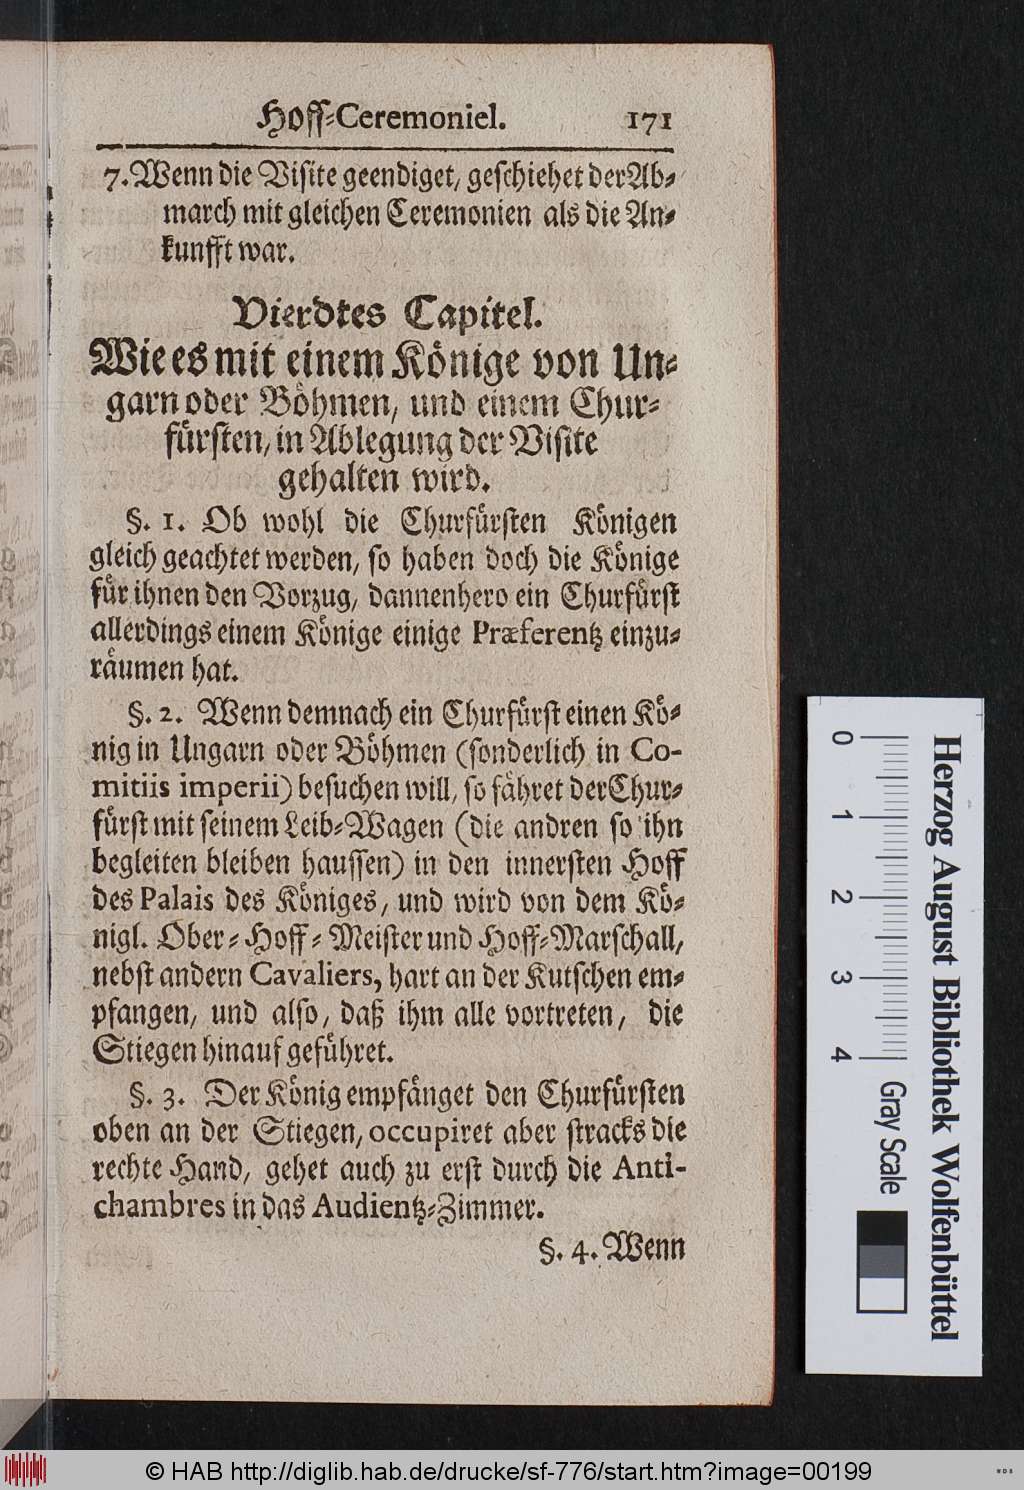 Hoff-Ceremoniel. 171
7. Wenn die Visite geendiget, geschiehet der Ab-
march mit gleichen Ceremonien als die An-
kunfft war.
Vierdtes Capitel.
Wie es mit einem Könige von Un-
garn oder Böhmen, und einem Chur-
fürsten, in Ablegung der Visite
gehalten wird.
§. 1. Ob wohl die Churfürsten Königen
gleich geachtet werden, so haben doch die Könige
für ihnen den Vorzug, dannenhero ein Churfürst
allerdings einem Könige einige Præferentz einzu-
räumen hat.
§. 2. Wenn demnach ein Churfürst einen Kö-
nig in Ungarn oder Böhmen (sonderlich in Co-
mitiis imperii) besuchen will, so fähret der Chur-
fürst mit seinem Leib-Wagen (die andren so ihn
begleiten bleiben haussen) in den innersten Hoff
des Palais des Königes, und wird von dem Kö-
nigl. Ober-Hoff-Meister und Hoff-Marschall,
nebst andern Cavaliers, hart an der Kutschen em-
pfangen, und also, daß ihm alle vortreten, die
Stiegen hinauf geführet.
§. 3. Der König empfänget den Churfürsten
oben an der Stiegen, occupiret aber stracks die
rechte Hand, gehet auch zu erst durch die Anti-
chambres in das Audientz-Zimmer.
§. 4. Wenn
0 1 2 3 4
Gray Scale
Herzog August Bibliothek Wolfenbüttel
© HAB http://diglib.hab.de/drucke/sf-776/start.htm?image=00199